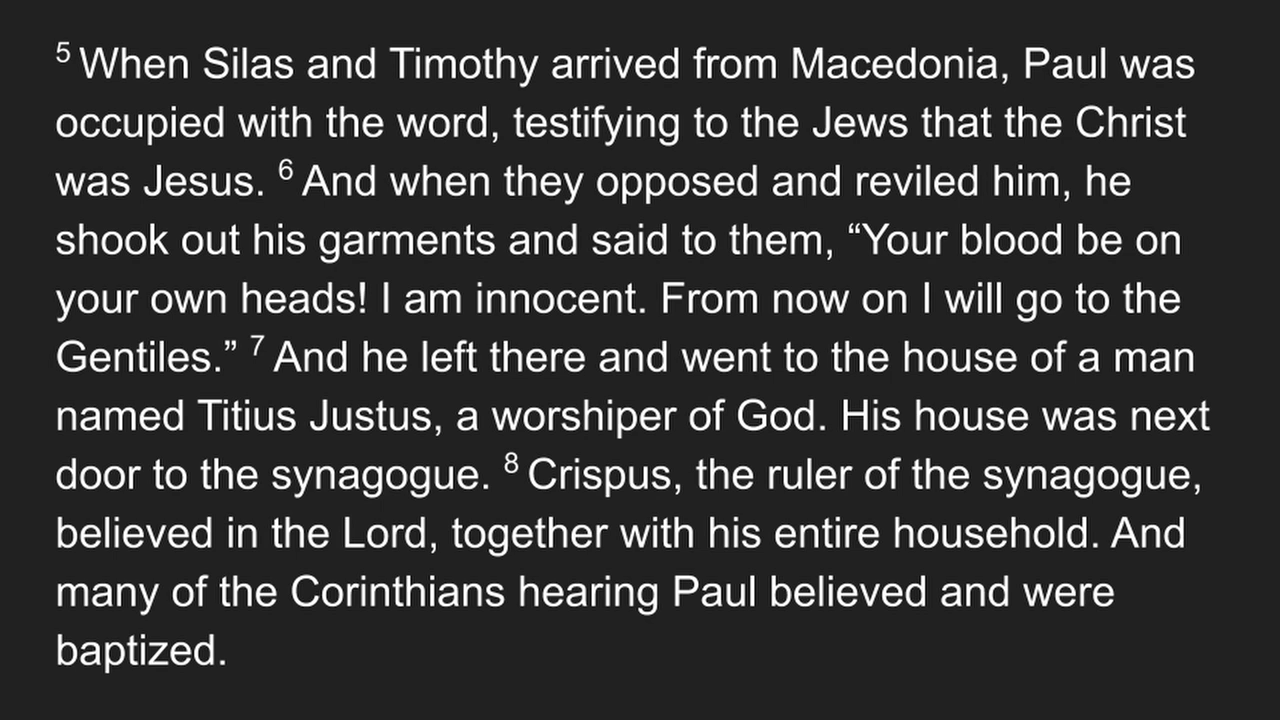 5 When Silas and Timothy arrived from Macedonia, Paul was
occupied with the word, testifying to the Jews that the Christ
was Jesus. 6 And when they opposed and reviled him, he
shook out his garments and said to them, “Your blood be on
your own heads! I am innocent. From now on I will go to the
Gentiles.” 7 And he left there and went to the house of a man
named Titius Justus, a worshiper of God. His house was next
door to the synagogue. 8 Crispus, the ruler of the synagogue,
believed in the Lord, together with his entire household. And
many of the Corinthians hearing Paul believed and were
baptized.